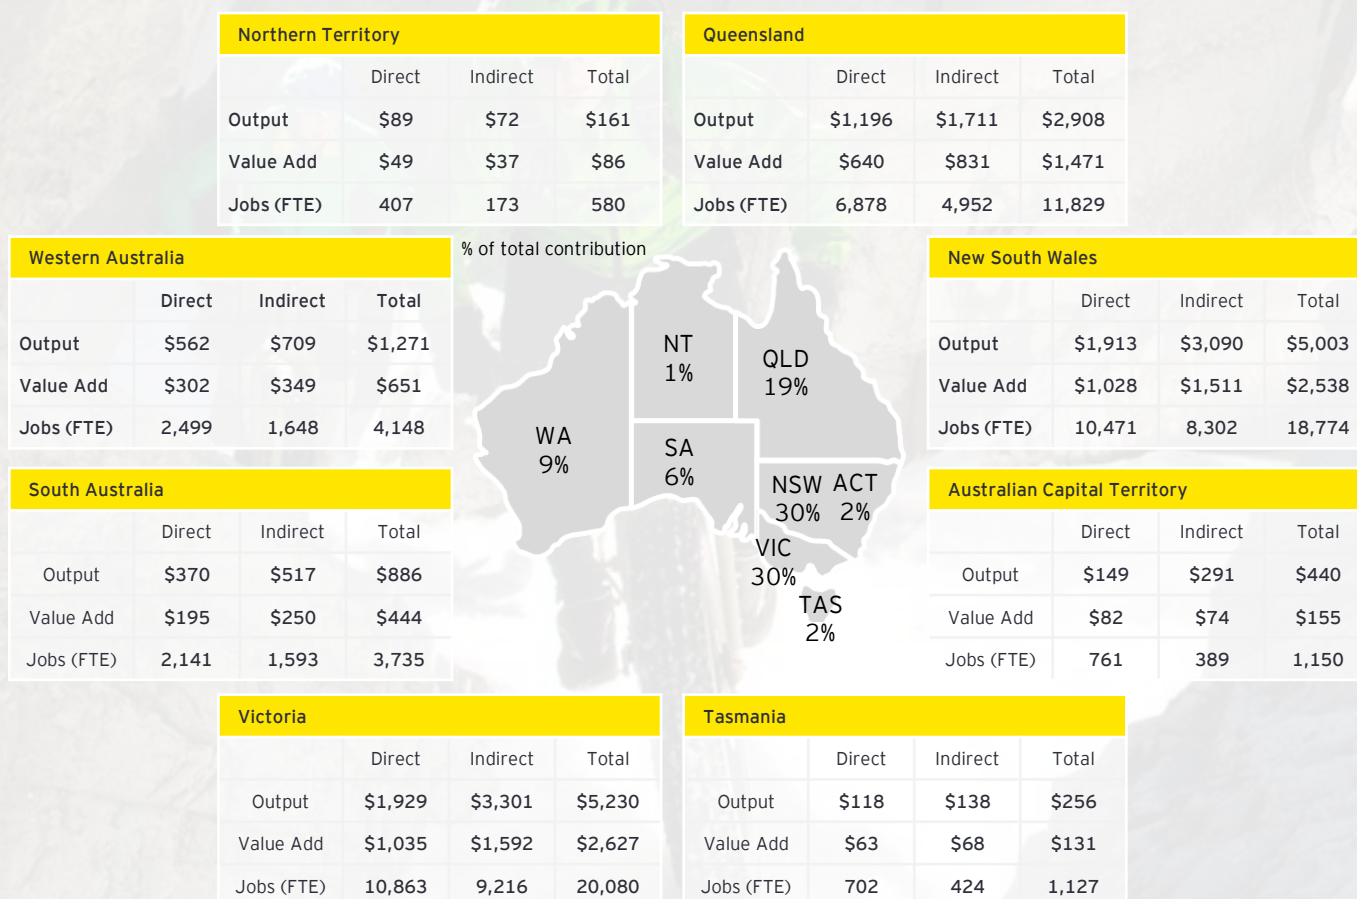 Northern Territory
Direct Indirect Total
Output $89 $72 $161
Value Add $49 $37 $86
Jobs (FTE) 407 173 580
Queensland
Direct Indirect Total
Output $1,196 $1,711 $2,908
Value Add $640 $831 $1,471
Jobs (FTE) 6,878 4,952 11,829
Western Australia
Direct Indirect Total
Output $562 $709 $1,271
Value Add $302 $349 $651
Jobs (FTE) 2,499 1,648 4,148
% of total contribution
NT
1%
QLD
19%
WA
9%
SA
6%
NSW ACT
30% 2%
VIC
30%
TAS
2%
New South Wales
Direct Indirect Total
Output $1,913 $3,090 $5,003
Value Add $1,028 $1,511 $2,538
Jobs (FTE) 10,471 8,302 18,774
South Australia
Direct Indirect Total
Output $370 $517 $886
Value Add $195 $250 $444
Jobs (FTE) 2,141 1,593 3,735
Australian Capital Territory
Direct Indirect Total
Output $149 $291 $440
Value Add $82 $74 $155
Jobs (FTE) 761 389 1,150
Victoria
Direct Indirect Total
Output $1,929 $3,301 $5,230
Value Add $1,035 $1,592 $2,627
Jobs (FTE) 10,863 9,216 20,080
Tasmania
Direct Indirect Total
Output $118 $138 $256
Value Add $63 $68 $131
Jobs (FTE) 702 424 1,127